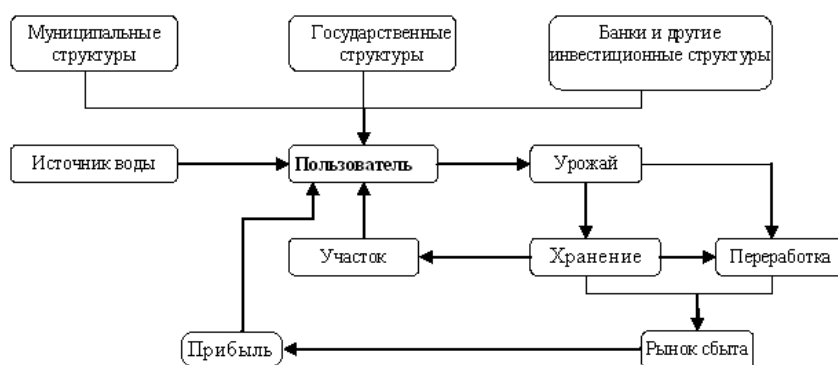 Муниципальные
структуры
Государственные
структуры
Банки и другие
инвестиционные структуры
Источник воды
Пользователь
Урожай
Участок
Хранение
Переработка
Прибыль
Рынок сбыта